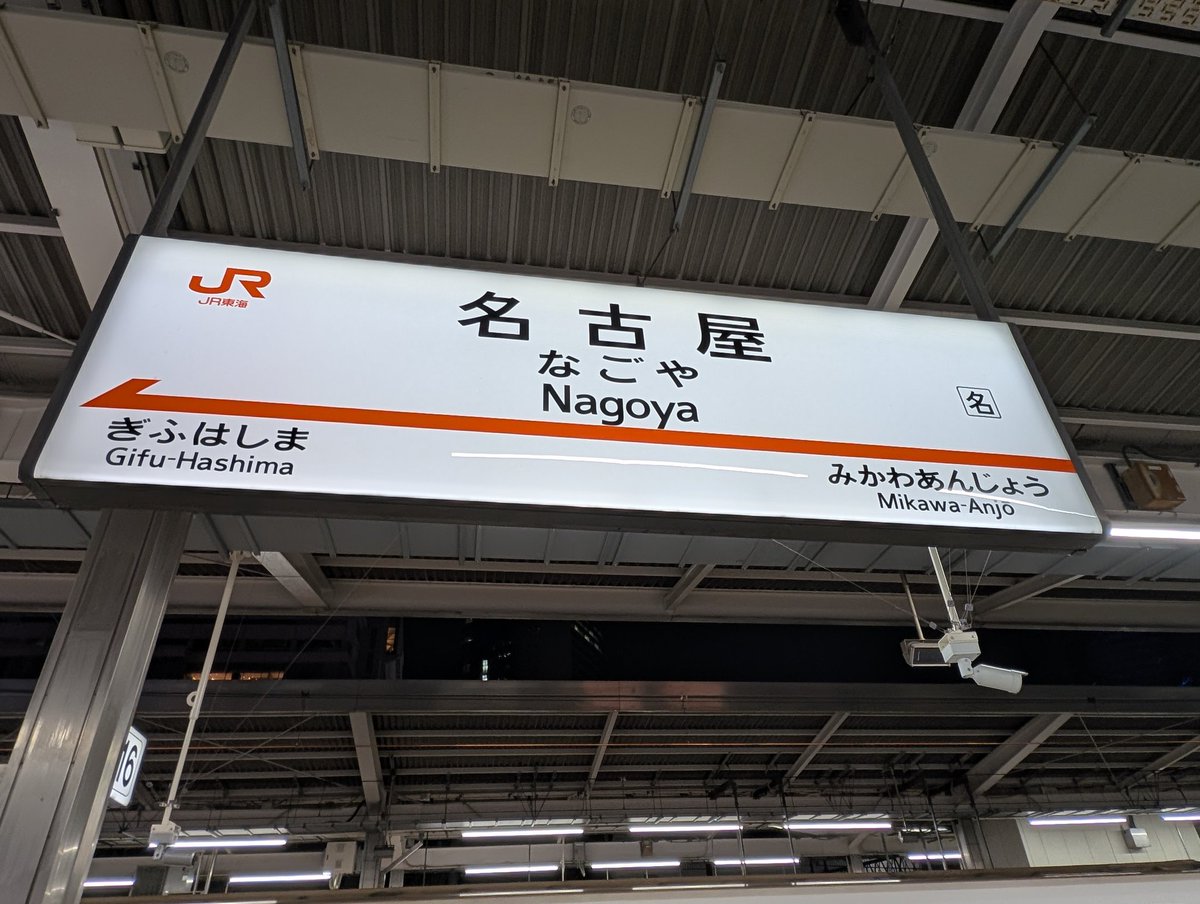 JR
JR東海
名古屋
なごや
Nagoya
名
ぎふはしま
Gifu-Hashima
みかわあんじょう
Mikawa-Anjō
16